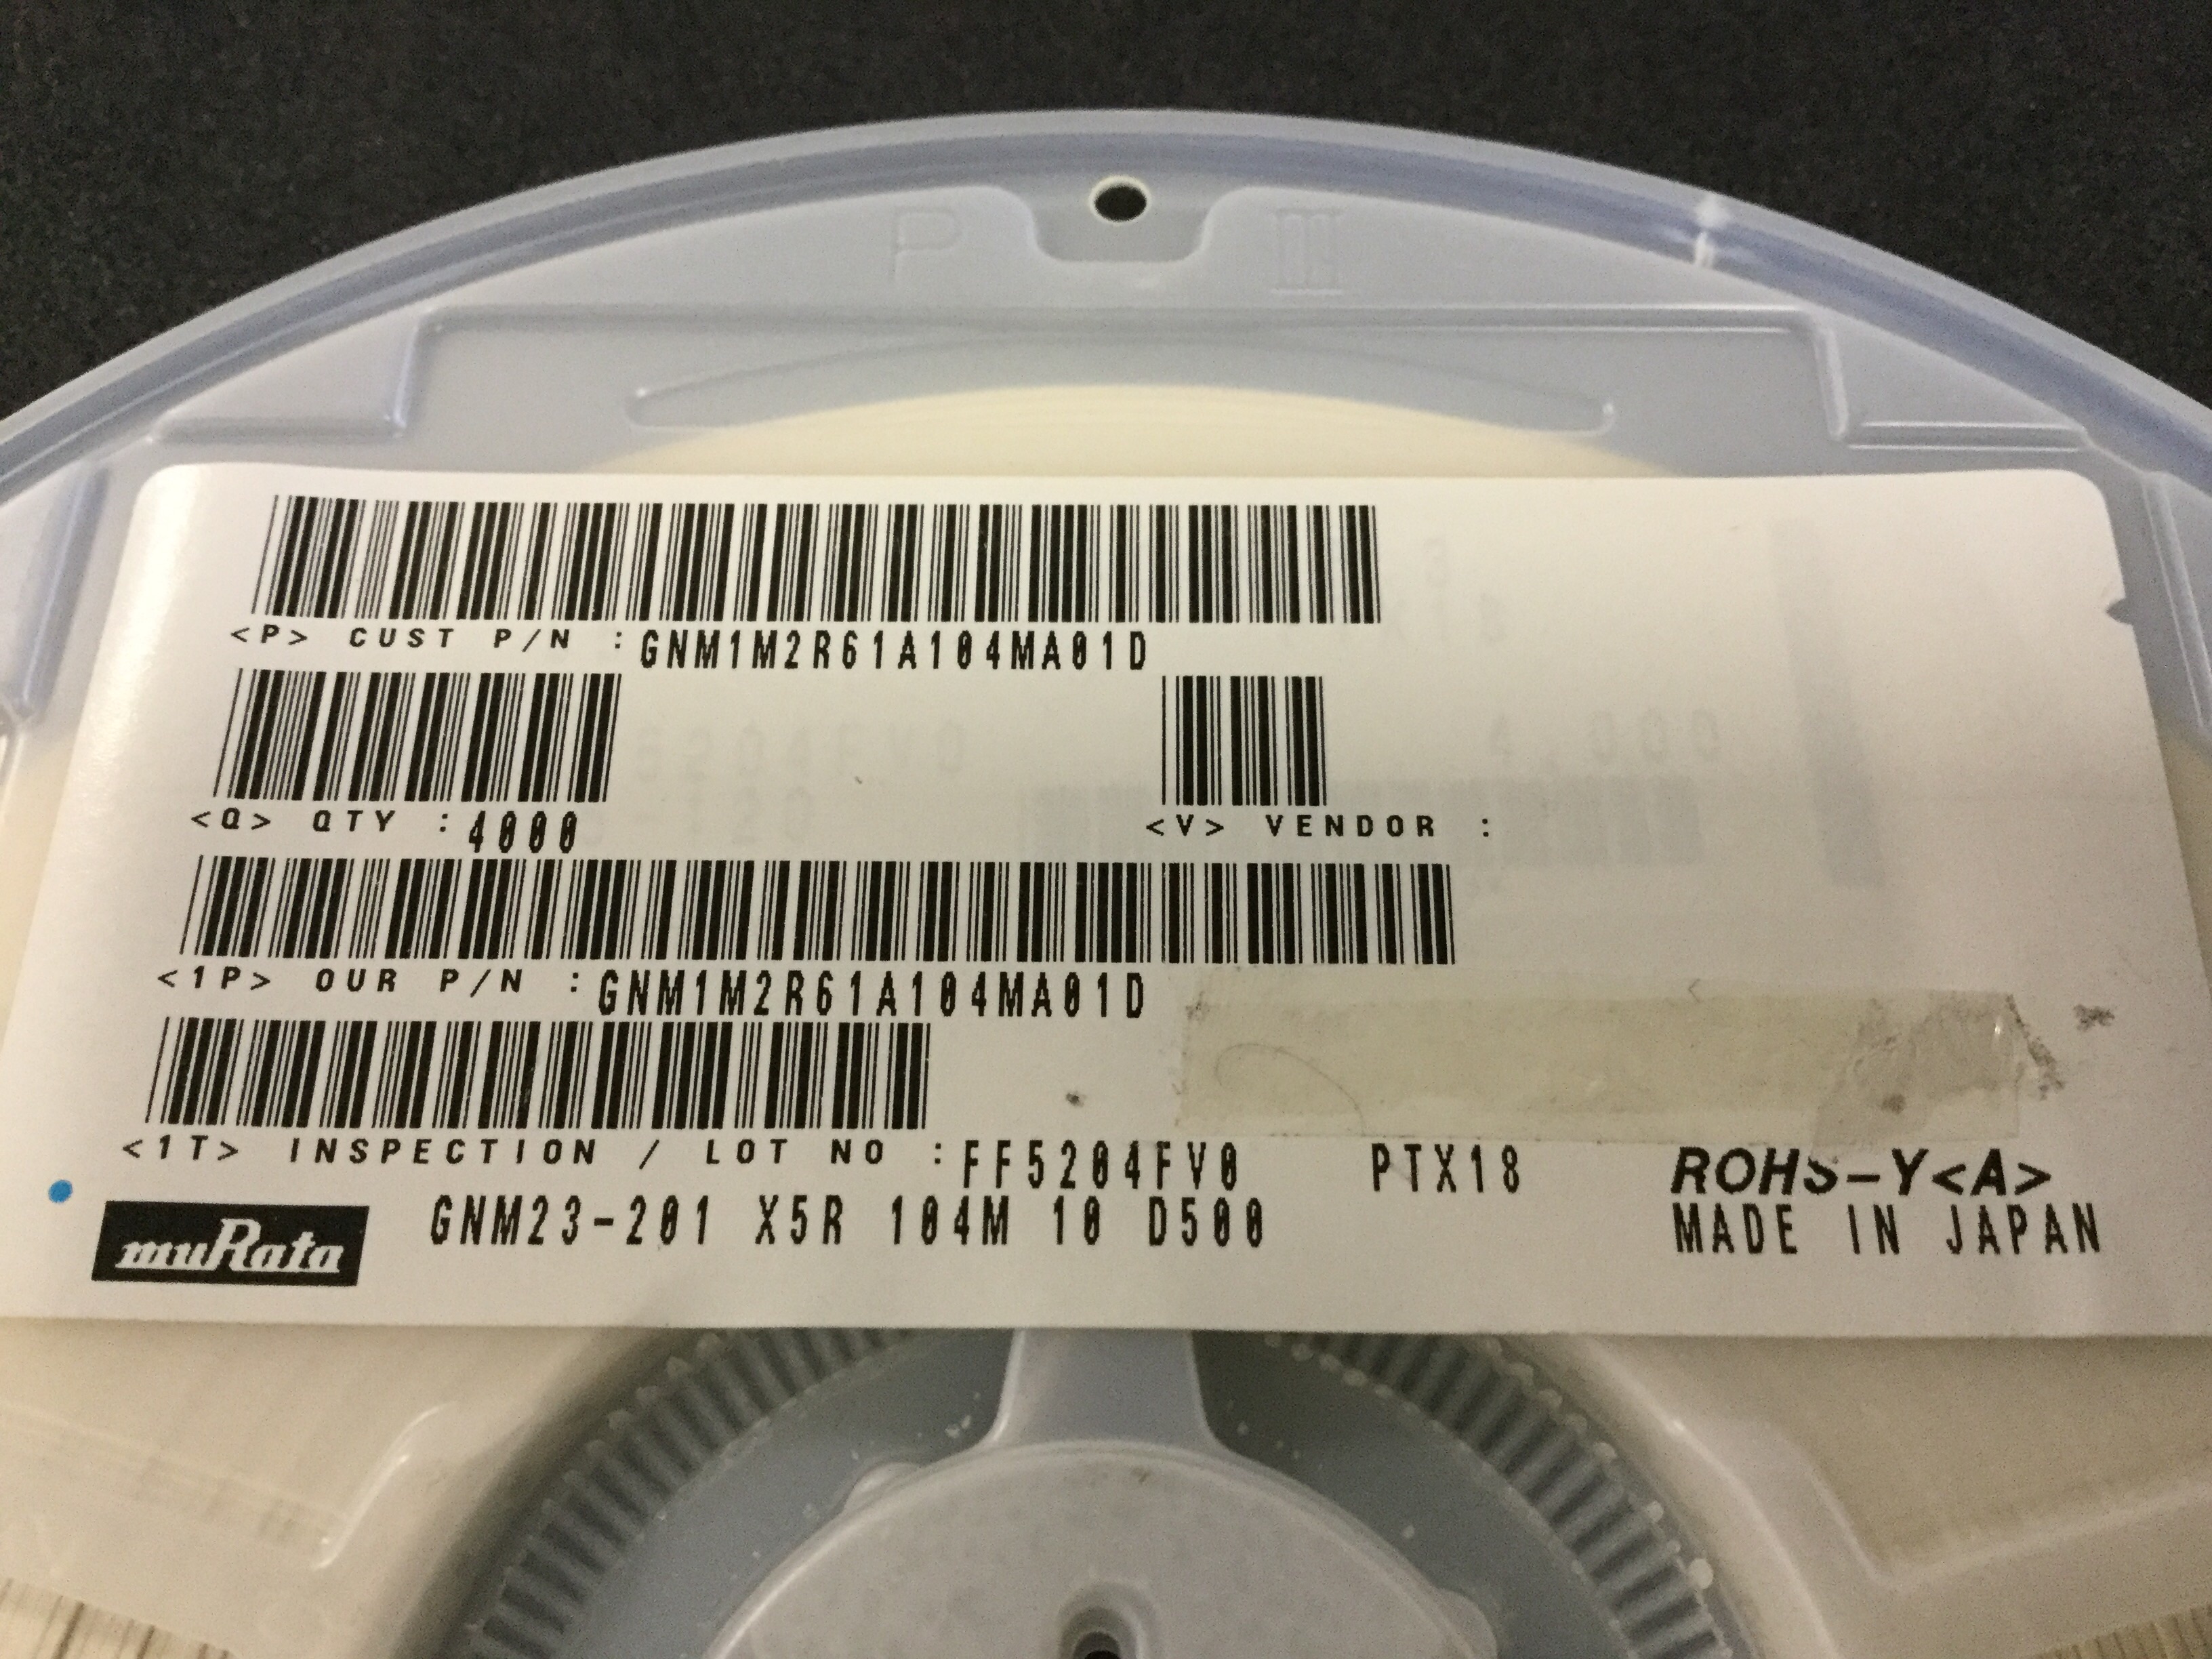 P III
<P> CUST P/N :GNM1M2R61A104MA01D
<Q> QTY :4000
<V> VENDOR :
<1P> OUR P/N :GNM1M2R61A104MA01D
<1T> INSPECTION / LOT NO :FF5204FV0 PTX18 ROHS-Y<A>
muRata GNM23-201 X5R 104M 10 D500 MADE IN JAPAN